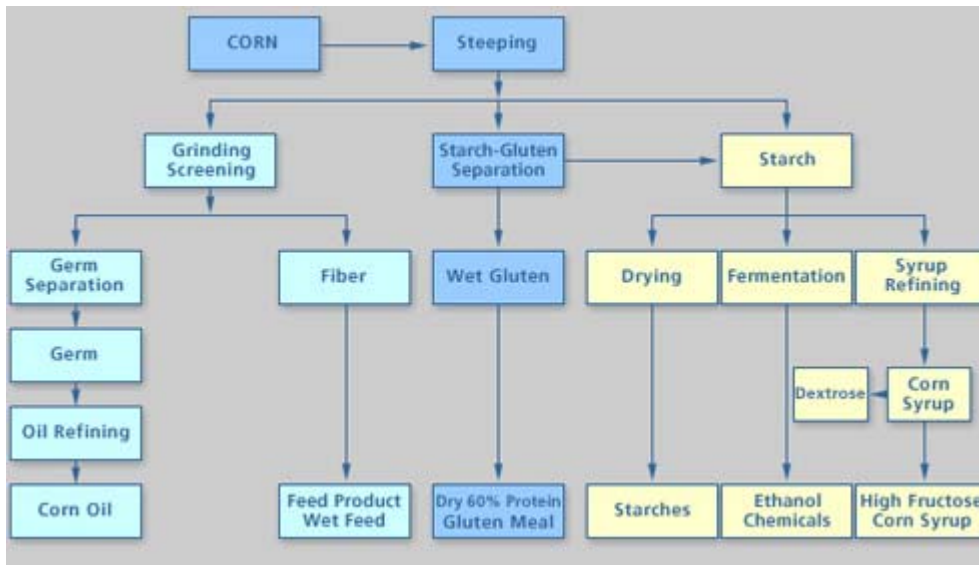 CORN
Steeping
Grinding
Screening
Starch-Gluten
Separation
Starch
Germ
Separation
Fiber
Wet Gluten
Drying
Fermentation
Syrup
Refining
Germ
Dextrose
Corn
Syrup
Oil Refining
Corn Oil
Feed Product
Wet Feed
Dry 60% Protein
Gluten Meal
Starches
Ethanol
Chemicals
High Fructose
Corn Syrup